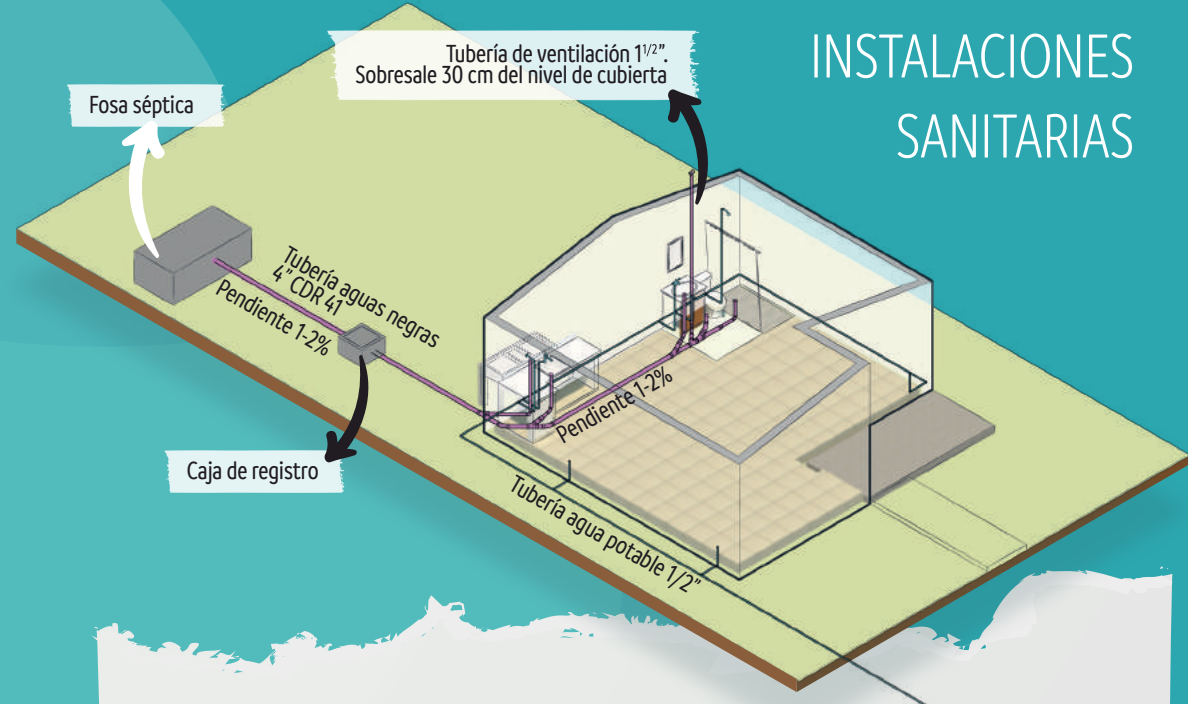 INSTALACIONES
SANITARIAS
Tubería de ventilación 1 1/2”.
Sobresale 30 cm del nivel de cubierta
Fosa séptica
Tubería aguas negras
4” CDR 41
Pendiente 1-2%
Pendiente 1-2%
Caja de registro
Tubería agua potable 1/2”